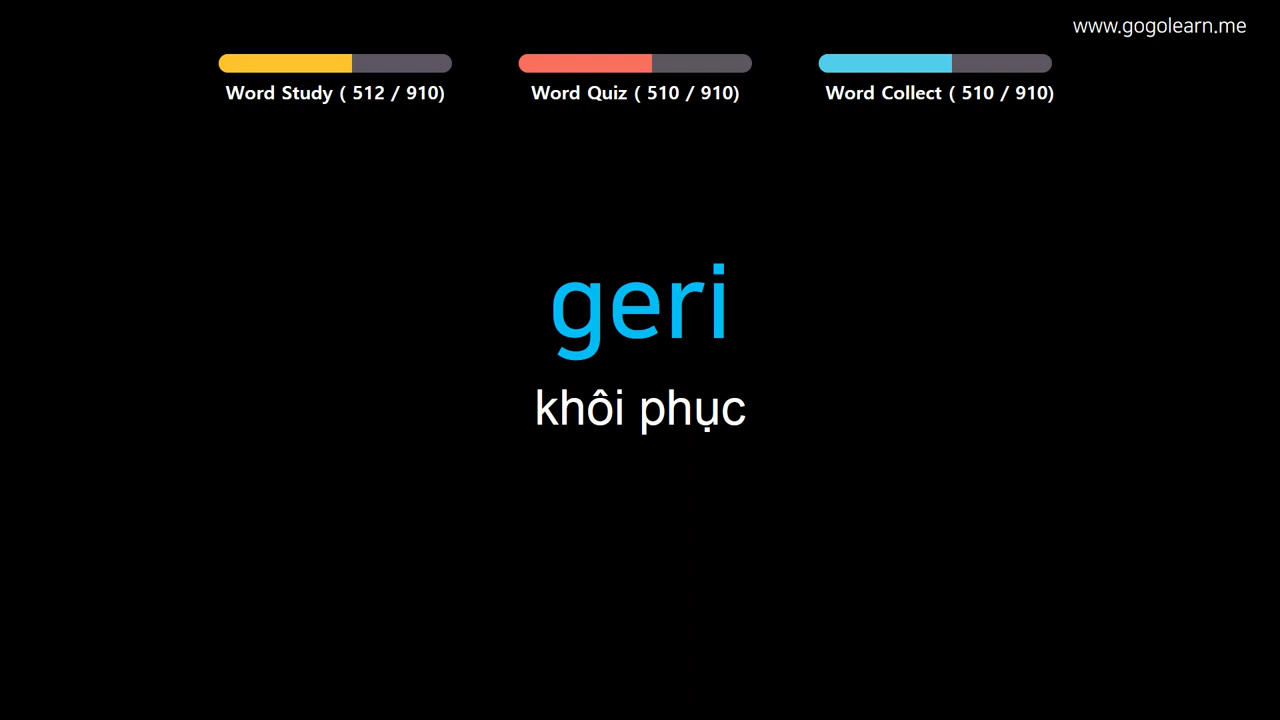 www.gogolearn.me
Word Study ( 512 / 910)
Word Quiz ( 510 / 910)
Word Collect ( 510 / 910)
geri
khôi phục